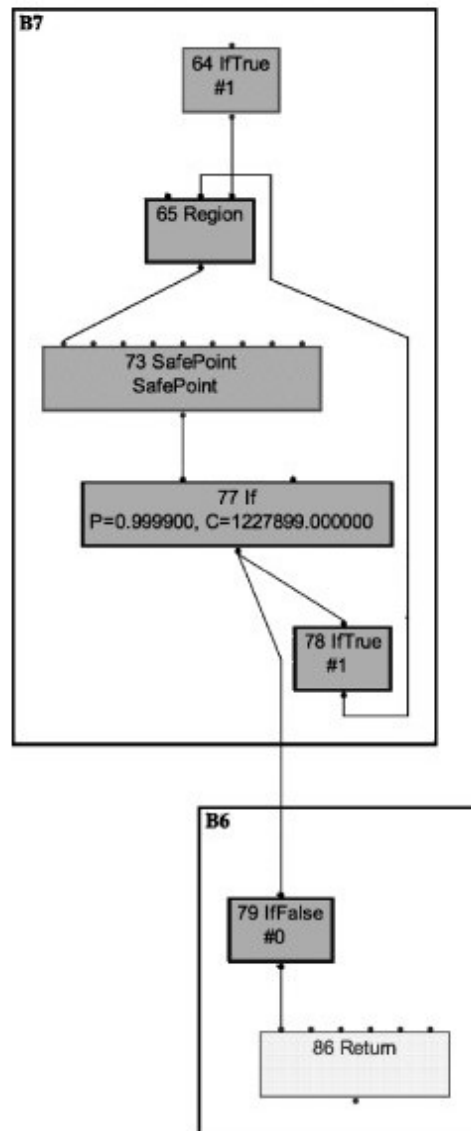 B7
64 IfTrue
#1
65 Region
73 SafePoint
SafePoint
77 If
P=0.999900, C=1227899.000000
78 IfTrue
#1
B6
79 IfFalse
#0
86 Return